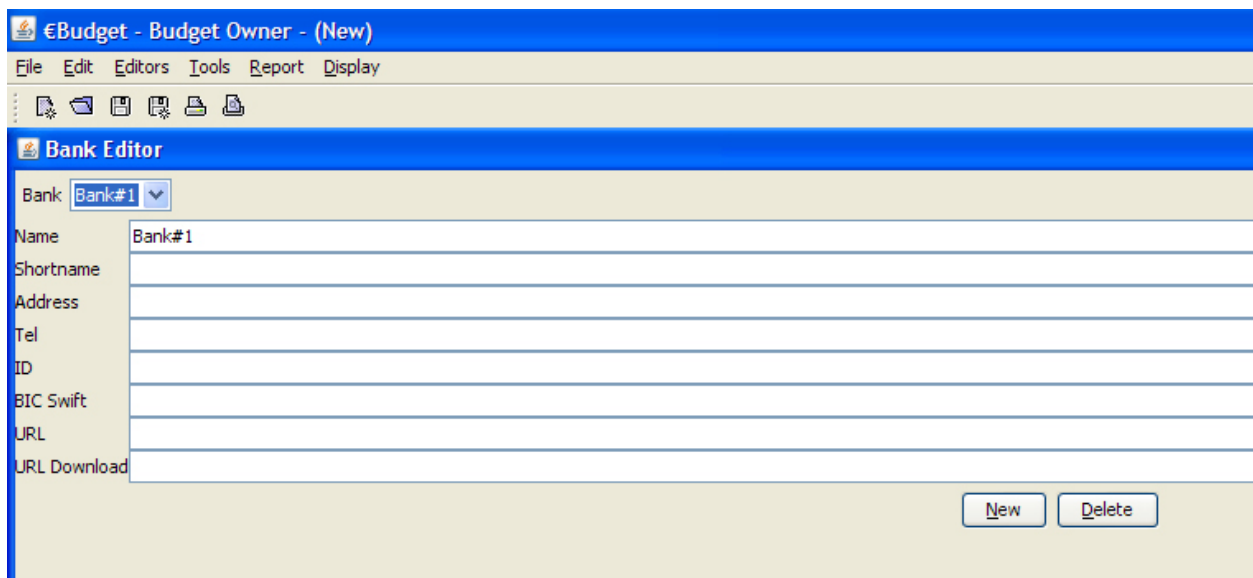 €Budget - Budget Owner - (New)
File Edit Editors Tools Report Display
Bank Editor
Bank Bank#1
Name Bank#1
Shortname
Address
Tel
ID
BIC Swift
URL
URL Download
New Delete